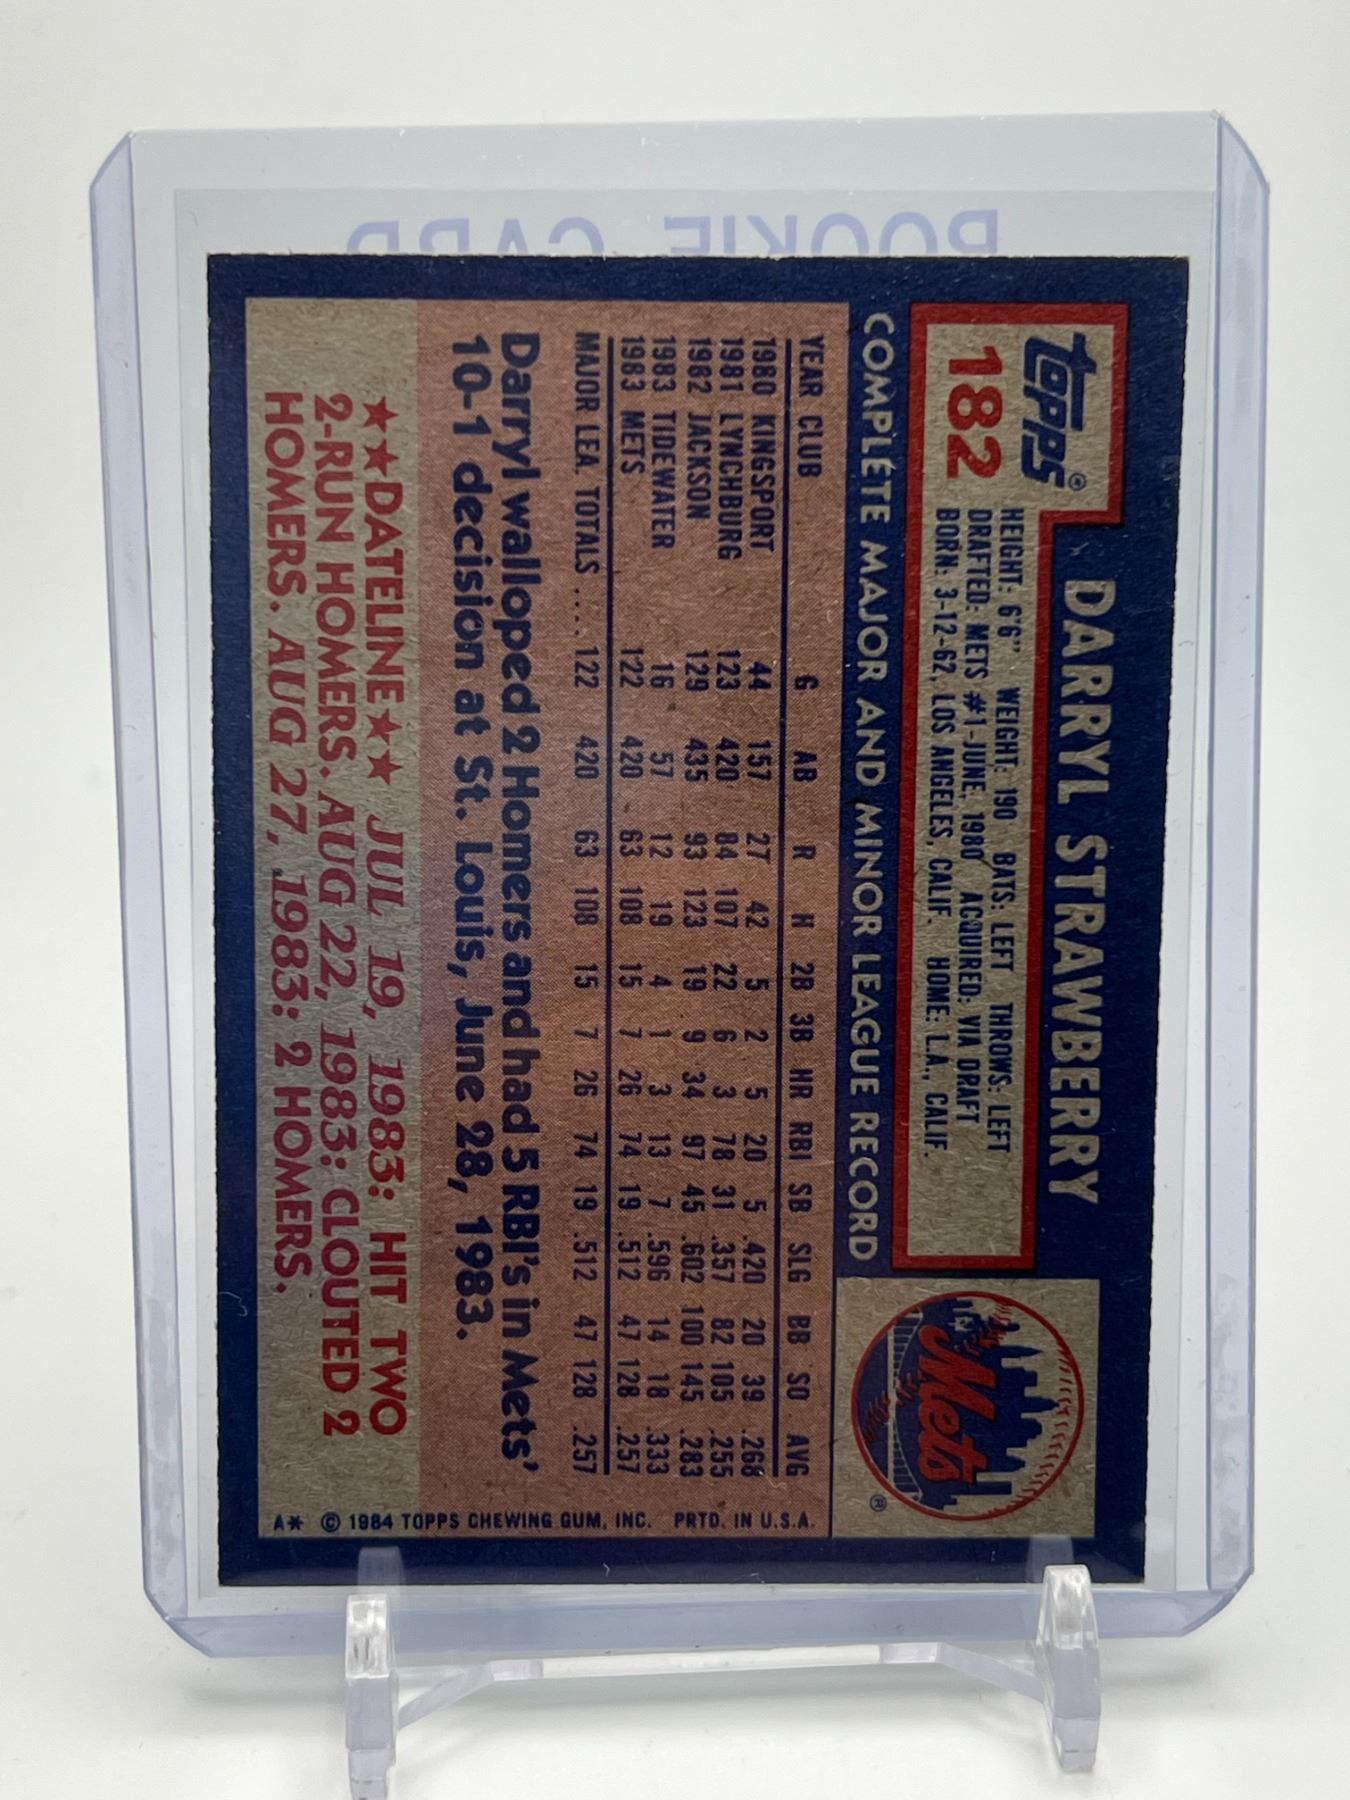 ROOKIE CARD
topps®
182
DARRYL STRAWBERRY
HEIGHT: 6'6" WEIGHT: 190 BATS: LEFT THROWS: LEFT
DRAFTED: METS #1-JUNE, 1980 ACQUIRED: VIA DRAFT
BORN: 3-12-62, LOS ANGELES, CALIF. HOME: L.A., CALIF.
Mets ®
COMPLETE MAJOR AND MINOR LEAGUE RECORD
YEAR CLUB G AB R H 2B 3B HR RBI SB SLG BB SO AVG
1980 KINGSPORT 44 157 27 42 5 2 5 20 5 .420 20 39 .268
1981 LYNCHBURG 123 420 84 107 22 6 3 78 31 .357 82 105 .255
1982 JACKSON 129 435 93 123 19 9 34 97 45 .602 100 145 .283
1983 TIDEWATER 16 57 12 19 4 1 3 13 7 .596 14 18 .333
1983 METS 122 420 63 108 15 7 26 74 19 .512 47 128 .257
MAJOR LEA. TOTALS .... 122 420 63 108 15 7 26 74 19 .512 47 128 .257
Darryl walloped 2 Homers and had 5 RBI's in Mets'
10-1 decision at St. Louis, June 28, 1983.
★★DATELINE★★ JUL 19, 1983: HIT TWO
2-RUN HOMERS. AUG 22, 1983: CLOUTED 2
HOMERS. AUG 27, 1983: 2 HOMERS.
A* © 1984 TOPPS CHEWING GUM, INC. PRTD. IN U.S.A.